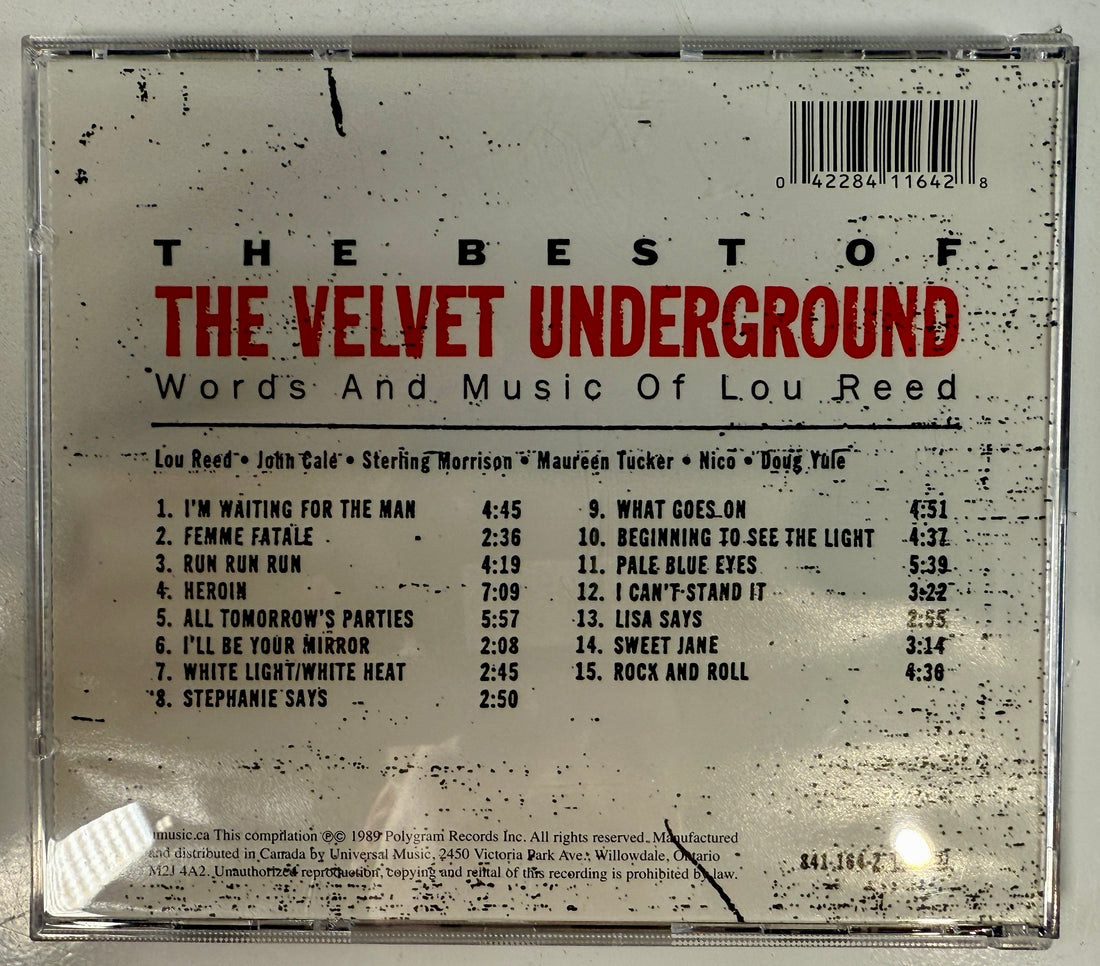 0 42284 11642 8
THE BEST OF
THE VELVET UNDERGROUND
Words And Music Of Lou Reed
Lou Reed • John Cale • Sterling Morrison • Maureen Tucker • Nico • Doug Yule
1. I'M WAITING FOR THE MAN 4:45
2. FEMME FATALE 2:36
3. RUN RUN RUN 4:19
4. HEROIN 7:09
5. ALL TOMORROW'S PARTIES 5:57
6. I'LL BE YOUR MIRROR 2:08
7. WHITE LIGHT/WHITE HEAT 2:45
8. STEPHANIE SAYS 2:50
9. WHAT GOES ON 4:51
10. BEGINNING TO SEE THE LIGHT 4:37
11. PALE BLUE EYES 5:39
12. I CAN'T STAND IT 3:22
13. LISA SAYS 2:55
14. SWEET JANE 3:14
15. ROCK AND ROLL
umusic.ca This compilation ℗© 1989 Polygram Records Inc. All rights reserved. Manufactured
and distributed in Canada by Universal Music, 2450 Victoria Park Ave., Willowdale, Ontario
M2J 4A2. Unauthorized reproduction, copying and rental of this recording is prohibited by law.
841-164-2